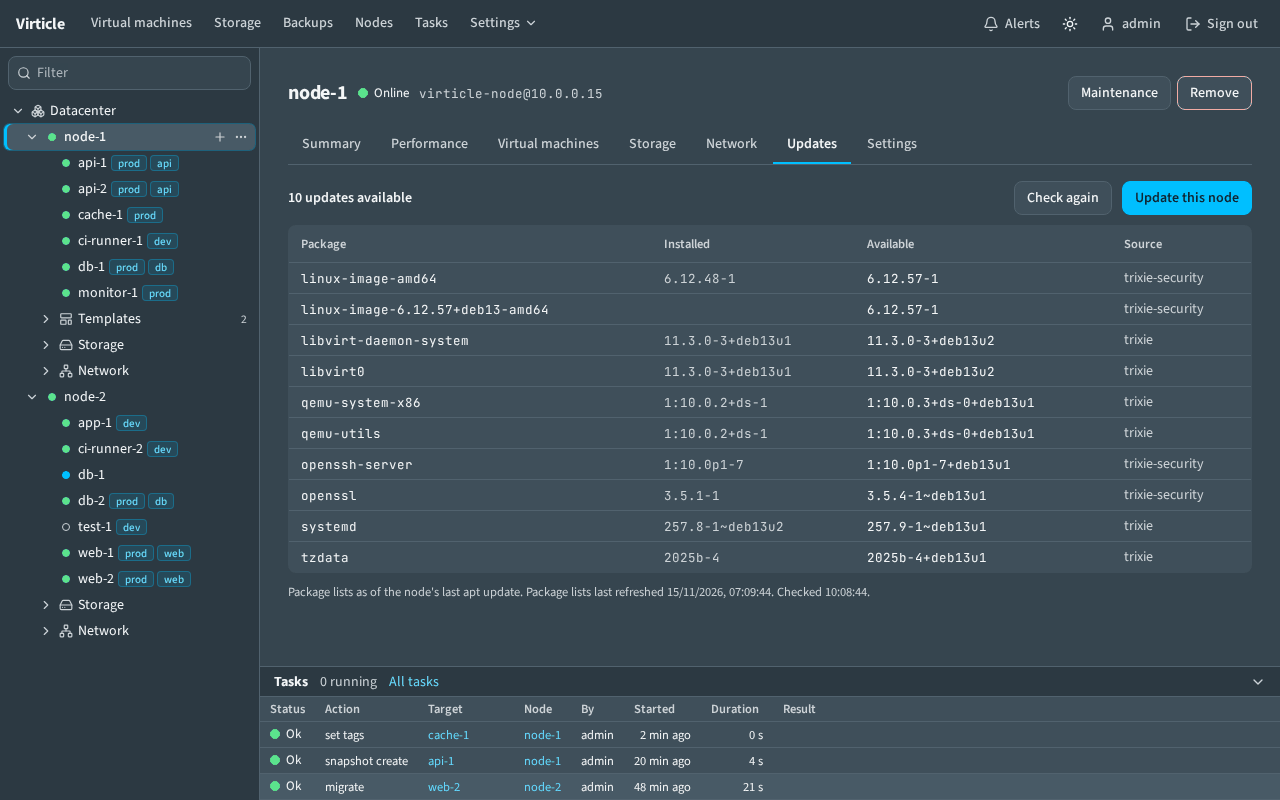 Virticle Virtual machines Storage Backups Nodes Tasks Settings Alerts admin Sign out
Filter
Datacenter
node-1
api-1 prod api
api-2 prod api
cache-1 prod
ci-runner-1 dev
db-1 prod db
monitor-1 prod
Templates 2
Storage
Network
node-2
app-1 dev
ci-runner-2 dev
db-1
db-2 prod db
test-1 dev
web-1 prod web
web-2 prod web
Storage
Network
node-1 Online virticle-node@10.0.0.15 Maintenance Remove
Summary Performance Virtual machines Storage Network Updates Settings
10 updates available Check again Update this node
Package Installed Available Source
linux-image-amd64 6.12.48-1 6.12.57-1 trixie-security
linux-image-6.12.57+deb13-amd64 6.12.57-1 trixie-security
libvirt-daemon-system 11.3.0-3+deb13u1 11.3.0-3+deb13u2 trixie
libvirt0 11.3.0-3+deb13u1 11.3.0-3+deb13u2 trixie
qemu-system-x86 1:10.0.2+ds-1 1:10.0.3+ds-0+deb13u1 trixie
qemu-utils 1:10.0.2+ds-1 1:10.0.3+ds-0+deb13u1 trixie
openssh-server 1:10.0p1-7 1:10.0p1-7+deb13u1 trixie-security
openssl 3.5.1-1 3.5.4-1~deb13u1 trixie-security
systemd 257.8-1~deb13u2 257.9-1~deb13u1 trixie
tzdata 2025b-4 2025b-4+deb13u1 trixie
Package lists as of the node's last apt update. Package lists last refreshed 15/11/2026, 07:09:44. Checked 10:08:44.
Tasks 0 running All tasks
Status Action Target Node By Started Duration Result
Ok set tags cache-1 node-1 admin 2 min ago 0 s
Ok snapshot create api-1 node-1 admin 20 min ago 4 s
Ok migrate web-2 node-2 admin 48 min ago 21 s